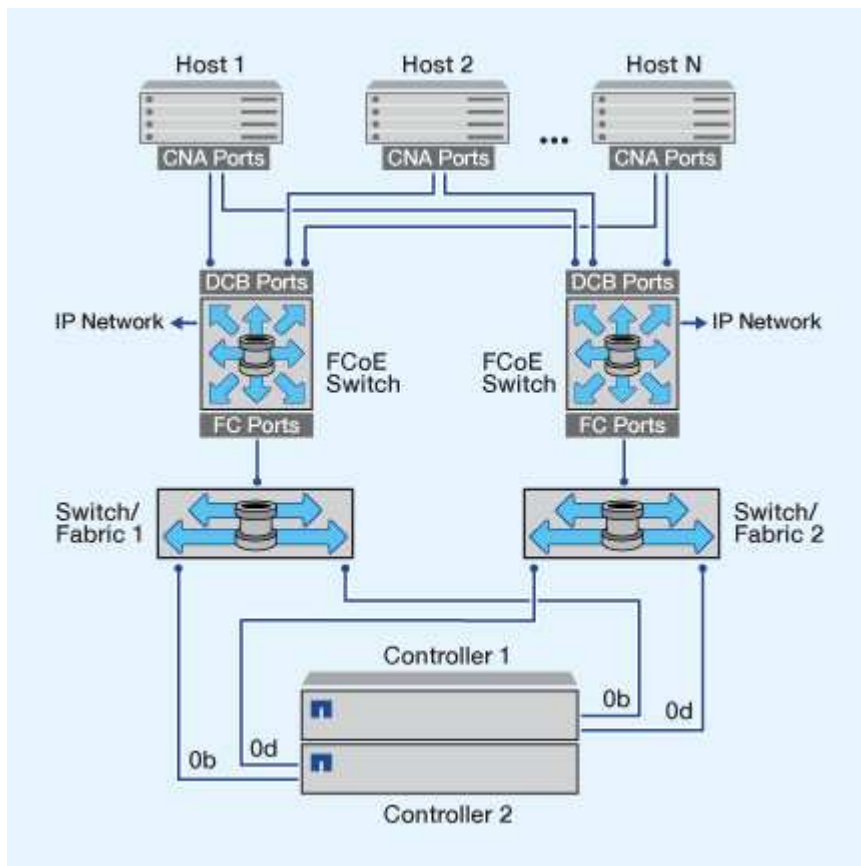 Host 1
Host 2
Host N
...
CNA Ports
CNA Ports
CNA Ports
DCB Ports
DCB Ports
IP Network
IP Network
FCoE
Switch
FCoE
Switch
FC Ports
FC Ports
Switch/
Fabric 1
Switch/
Fabric 2
Controller 1
0b
0d
0d
0b
Controller 2